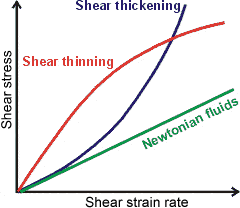 Shear thickening
Shear thinning
Newtonian fluids
Shear stress
Shear strain rate